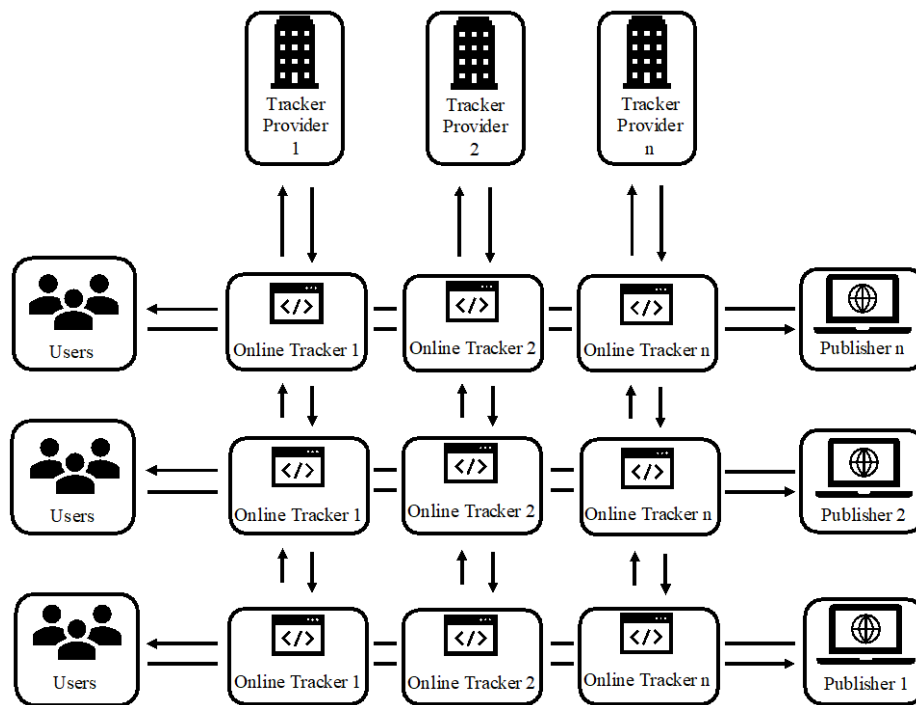 Tracker
Provider
1
Tracker
Provider
2
Tracker
Provider
n
</>
</>
</>
Users
Online Tracker 1
Online Tracker 2
Online Tracker n
Publisher n
</>
</>
</>
Users
Online Tracker 1
Online Tracker 2
Online Tracker n
Publisher 2
</>
</>
</>
Users
Online Tracker 1
Online Tracker 2
Online Tracker n
Publisher 1